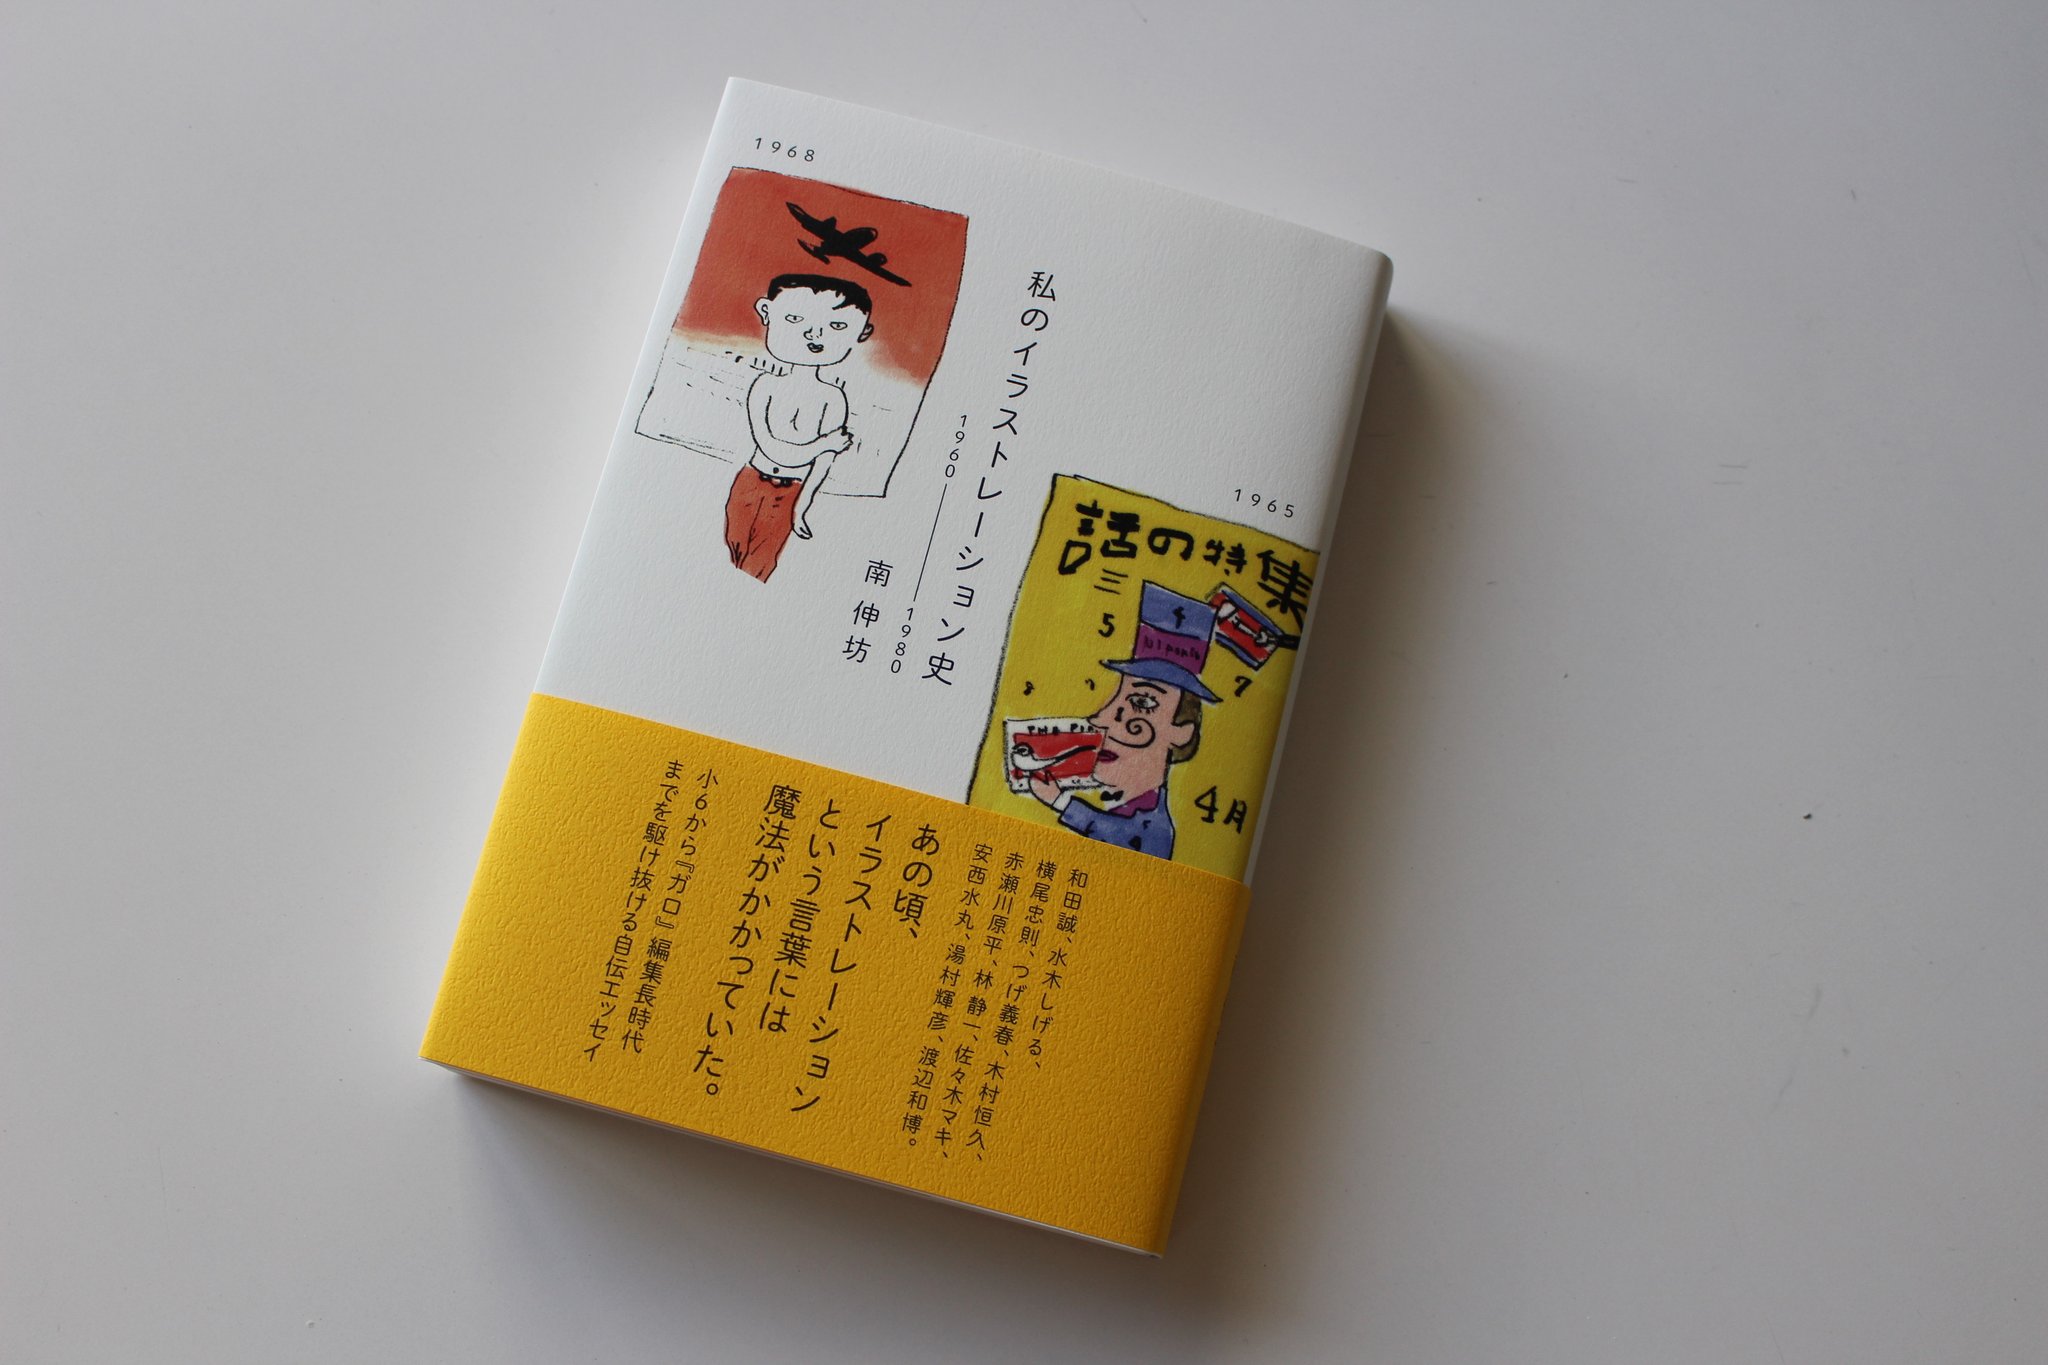 1968
私のイラストレーション史
1960——1980
南伸坊
1965
話の特集
三
5
4
7
8
4月
和田誠、水木しげる、
横尾忠則、つげ義春、木村恒久、
赤瀬川原平、林静一、佐々木マキ、
安西水丸、湯村輝彦、渡辺和博。
あの頃、
イラストレーション
という言葉には
魔法がかかっていた。
小6から『ガロ』編集長時代
までを駆け抜ける自伝エッセイ